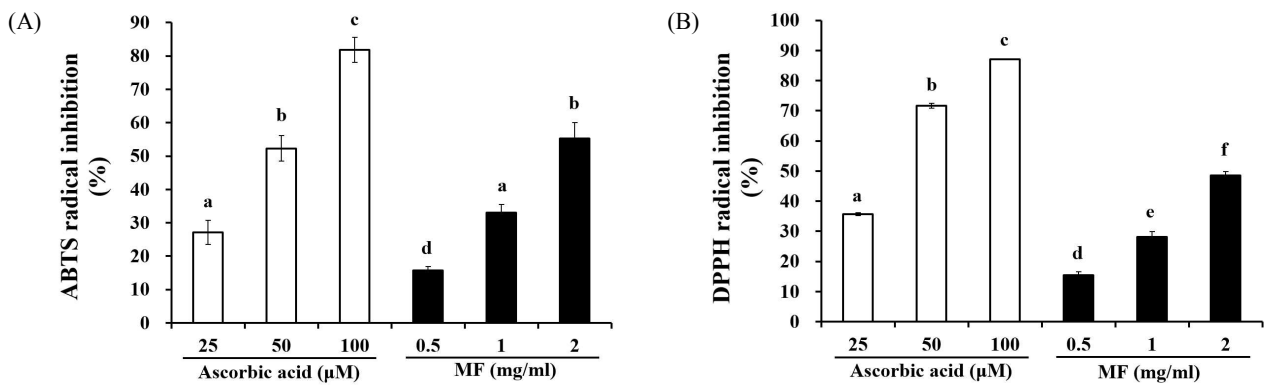 (A)
ABTS radical inhibition
(%)
90
80
70
60
50
40
30
20
10
0
a
b
c
d
a
b
25 50 100 0.5 1 2
Ascorbic acid (μM) MF (mg/ml)
(B)
DPPH radical inhibition
(%)
100
90
80
70
60
50
40
30
20
10
0
a
b
c
d
e
f
25 50 100 0.5 1 2
Ascorbic acid (μM) MF (mg/ml)